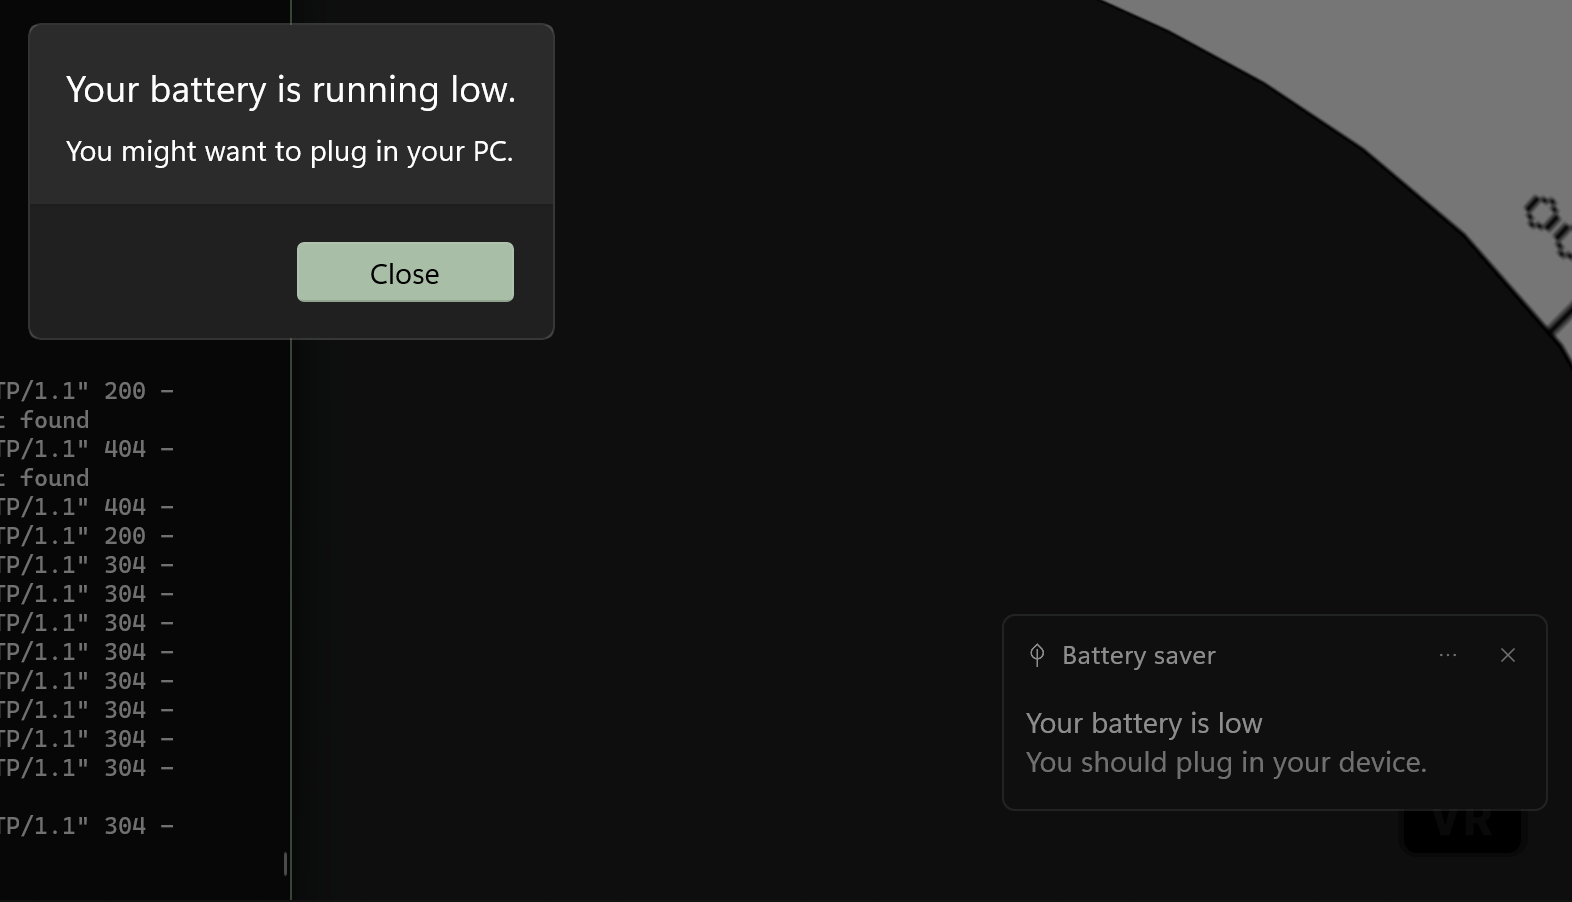 Your battery is running low.
You might want to plug in your PC.
Close
TP/1.1" 200 -
t found
TP/1.1" 404 -
t found
TP/1.1" 404 -
TP/1.1" 200 -
TP/1.1" 304 -
TP/1.1" 304 -
TP/1.1" 304 -
TP/1.1" 304 -
TP/1.1" 304 -
TP/1.1" 304 -
TP/1.1" 304 -
TP/1.1" 304 -
TP/1.1" 304 -
Battery saver
Your battery is low
You should plug in your device.
VR